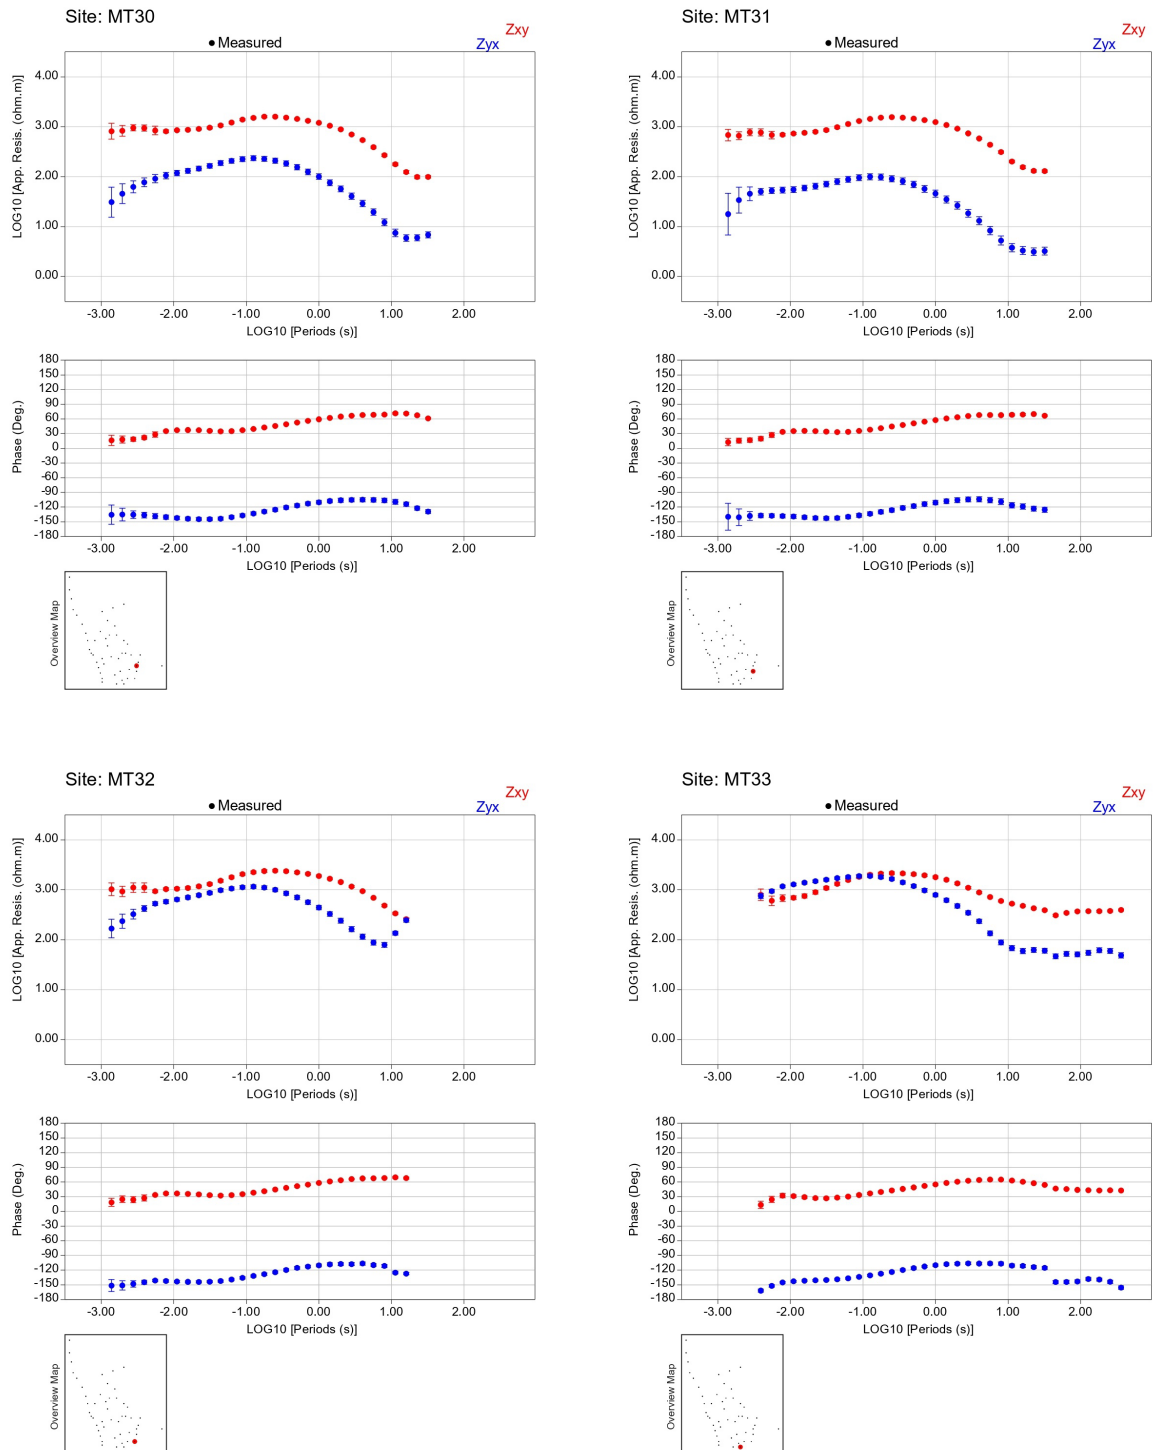 Site: MT30
Measured
Zxy
Zyx
LOG10 [App. Resis. (ohm.m)]
4.00
3.00
2.00
1.00
0.00
-3.00 -2.00 -1.00 0.00 1.00 2.00
LOG10 [Periods (s)]
Phase (Deg.)
180
150
120
90
60
30
0
-30
-60
-90
-120
-150
-180
-3.00 -2.00 -1.00 0.00 1.00 2.00
LOG10 [Periods (s)]
Overview Map
Site: MT31
Measured
Zxy
Zyx
LOG10 [App. Resis. (ohm.m)]
4.00
3.00
2.00
1.00
0.00
-3.00 -2.00 -1.00 0.00 1.00 2.00
LOG10 [Periods (s)]
Phase (Deg.)
180
150
120
90
60
30
0
-30
-60
-90
-120
-150
-180
-3.00 -2.00 -1.00 0.00 1.00 2.00
LOG10 [Periods (s)]
Overview Map
Site: MT32
Measured
Zxy
Zyx
LOG10 [App. Resis. (ohm.m)]
4.00
3.00
2.00
1.00
0.00
-3.00 -2.00 -1.00 0.00 1.00 2.00
LOG10 [Periods (s)]
Phase (Deg.)
180
150
120
90
60
30
0
-30
-60
-90
-120
-150
-180
-3.00 -2.00 -1.00 0.00 1.00 2.00
LOG10 [Periods (s)]
Overview Map
Site: MT33
Measured
Zxy
Zyx
LOG10 [App. Resis. (ohm.m)]
4.00
3.00
2.00
1.00
0.00
-3.00 -2.00 -1.00 0.00 1.00 2.00
LOG10 [Periods (s)]
Phase (Deg.)
180
150
120
90
60
30
0
-30
-60
-90
-120
-150
-180
-3.00 -2.00 -1.00 0.00 1.00 2.00
LOG10 [Periods (s)]
Overview Map